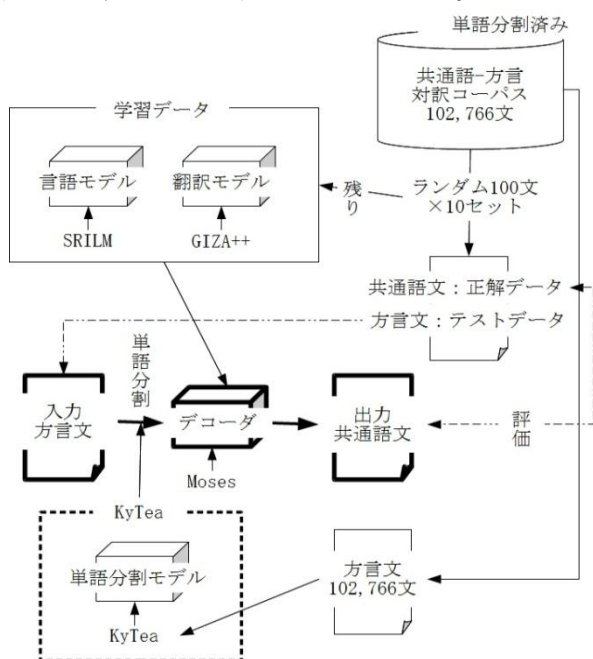 単語分割済み
共通語-方言
対訳コーパス
102,766文
学習データ
言語モデル
翻訳モデル
SRILM
GIZA++
残り
ランダム100文
×10セット
共通語文：正解データ
方言文：テストデータ
単語分割
入力
方言文
デコーダ
出力
共通語文
評価
Moses
KyTea
単語分割モデル
KyTea
方言文
102,766文